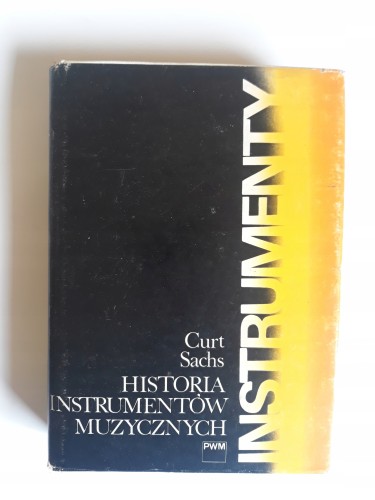 Curt
Sachs
HISTORIA
INSTRUMENTÓW
MUZYCZNYCH
PWM
INSTRUMENTY